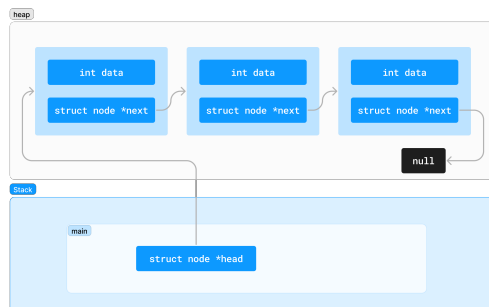 heap
int data
int data
int data
struct node *next
struct node *next
struct node *next
null
Stack
main
struct node *head